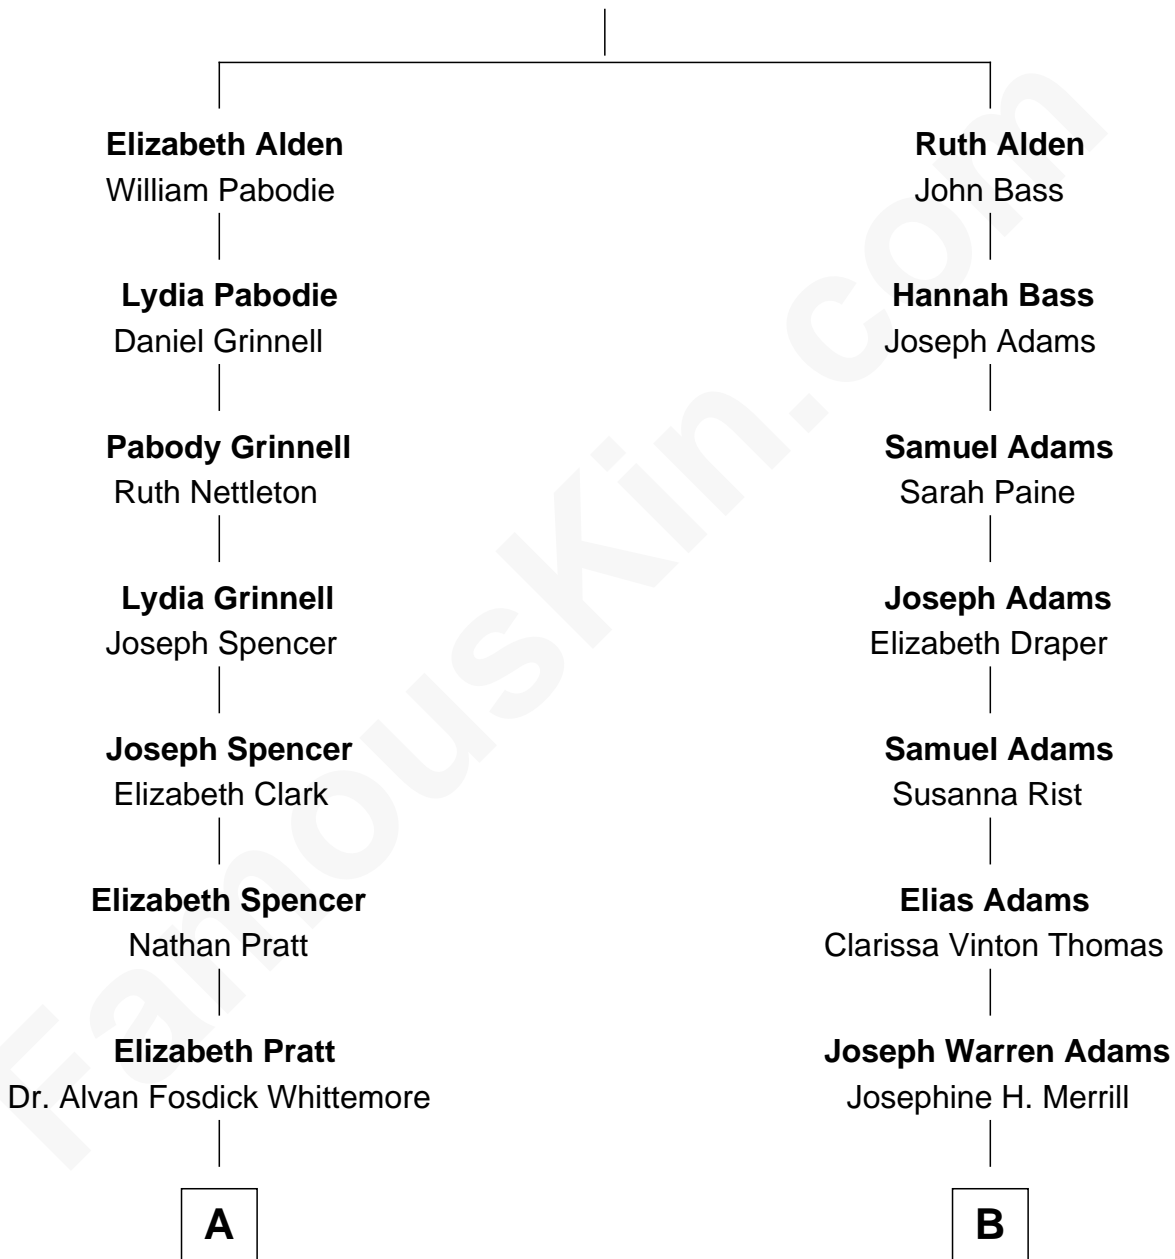 Elizabeth Alden
William Pabodie
Lydia Pabodie
Daniel Grinnell
Pabody Grinnell
Ruth Nettleton
Lydia Grinnell
Joseph Spencer
Joseph Spencer
Elizabeth Clark
Elizabeth Spencer
Nathan Pratt
Elizabeth Pratt
Dr. Alvan Fosdick Whittemore
A
Ruth Alden
John Bass
Hannah Bass
Joseph Adams
Samuel Adams
Sarah Paine
Joseph Adams
Elizabeth Draper
Samuel Adams
Susanna Rist
Elias Adams
Clarissa Vinton Thomas
Joseph Warren Adams
Josephine H. Merrill
B
FamousKin.com